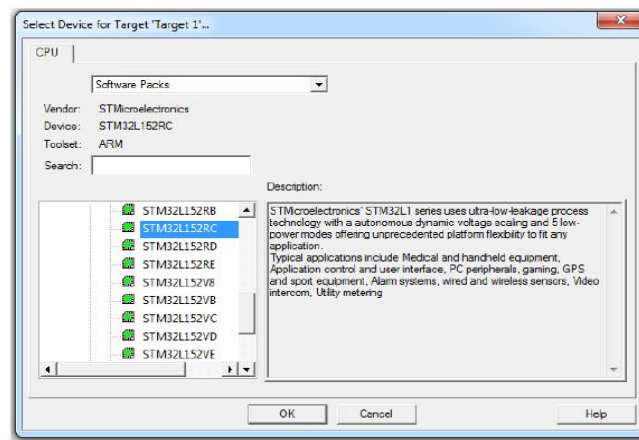 Select Device for Target 'Target 1'...
CPU
Software Packs
Vendor: STMicroelectronics
Device: STM32L152RC
Toolset: ARM
Search:
Description:
STM32L152RB
STM32L152RC
STM32L152RD
STM32L152RE
STM32L152V8
STM32L152VB
STM32L152VC
STM32L152VD
STM32L152VE
STMicroelectronics' STM32L1 series uses ultra-low-leakage process
technology with a autonomous dynamic voltage scaling and 5 low-
power modes offering unprecedented platform flexibility to fit any
application.
Typical applications include Medical and handheld equipment,
Application control and user interface, PC peripherals, gaming, GPS
and sport equipment, Alarm systems, wired and wireless sensors, Video
intercom, Utility metering
OK Cancel Help